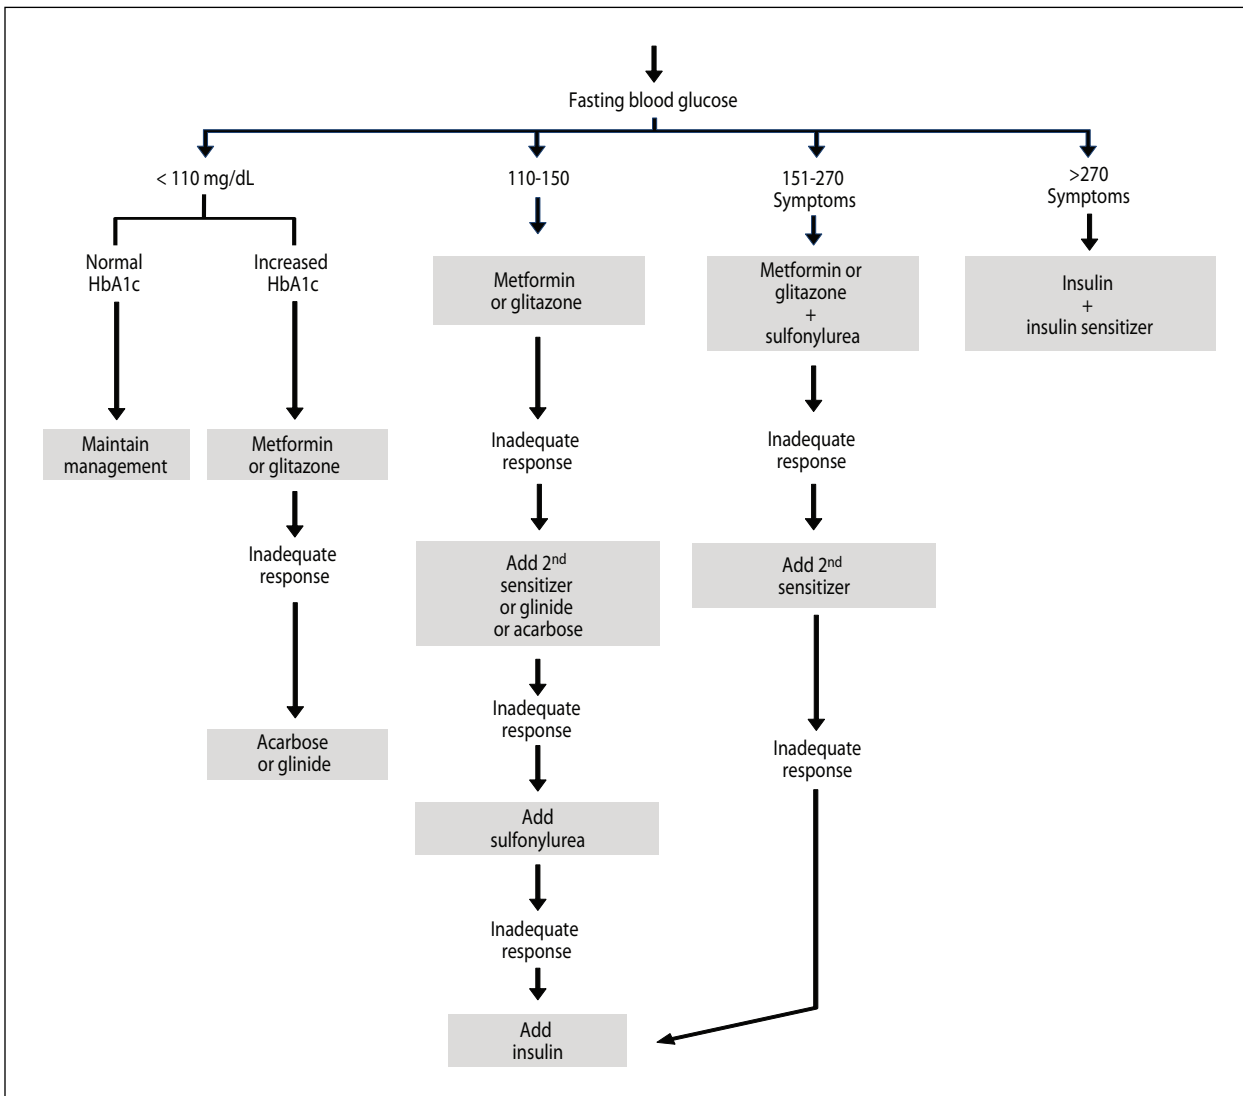 Fasting blood glucose
< 110 mg/dL
110-150
151-270
Symptoms
>270
Symptoms
Normal
HbA1c
Increased
HbA1c
Metformin
or glitazone
Metformin or
glitazone
+
sulfonylurea
Insulin
+
insulin sensitizer
Maintain
management
Metformin
or glitazone
Inadequate
response
Inadequate
response
Inadequate
response
Add 2nd
sensitizer
or glinide
or acarbose
Add 2nd
sensitizer
Acarbose
or glinide
Inadequate
response
Inadequate
response
Add
sulfonylurea
Inadequate
response
Add
insulin